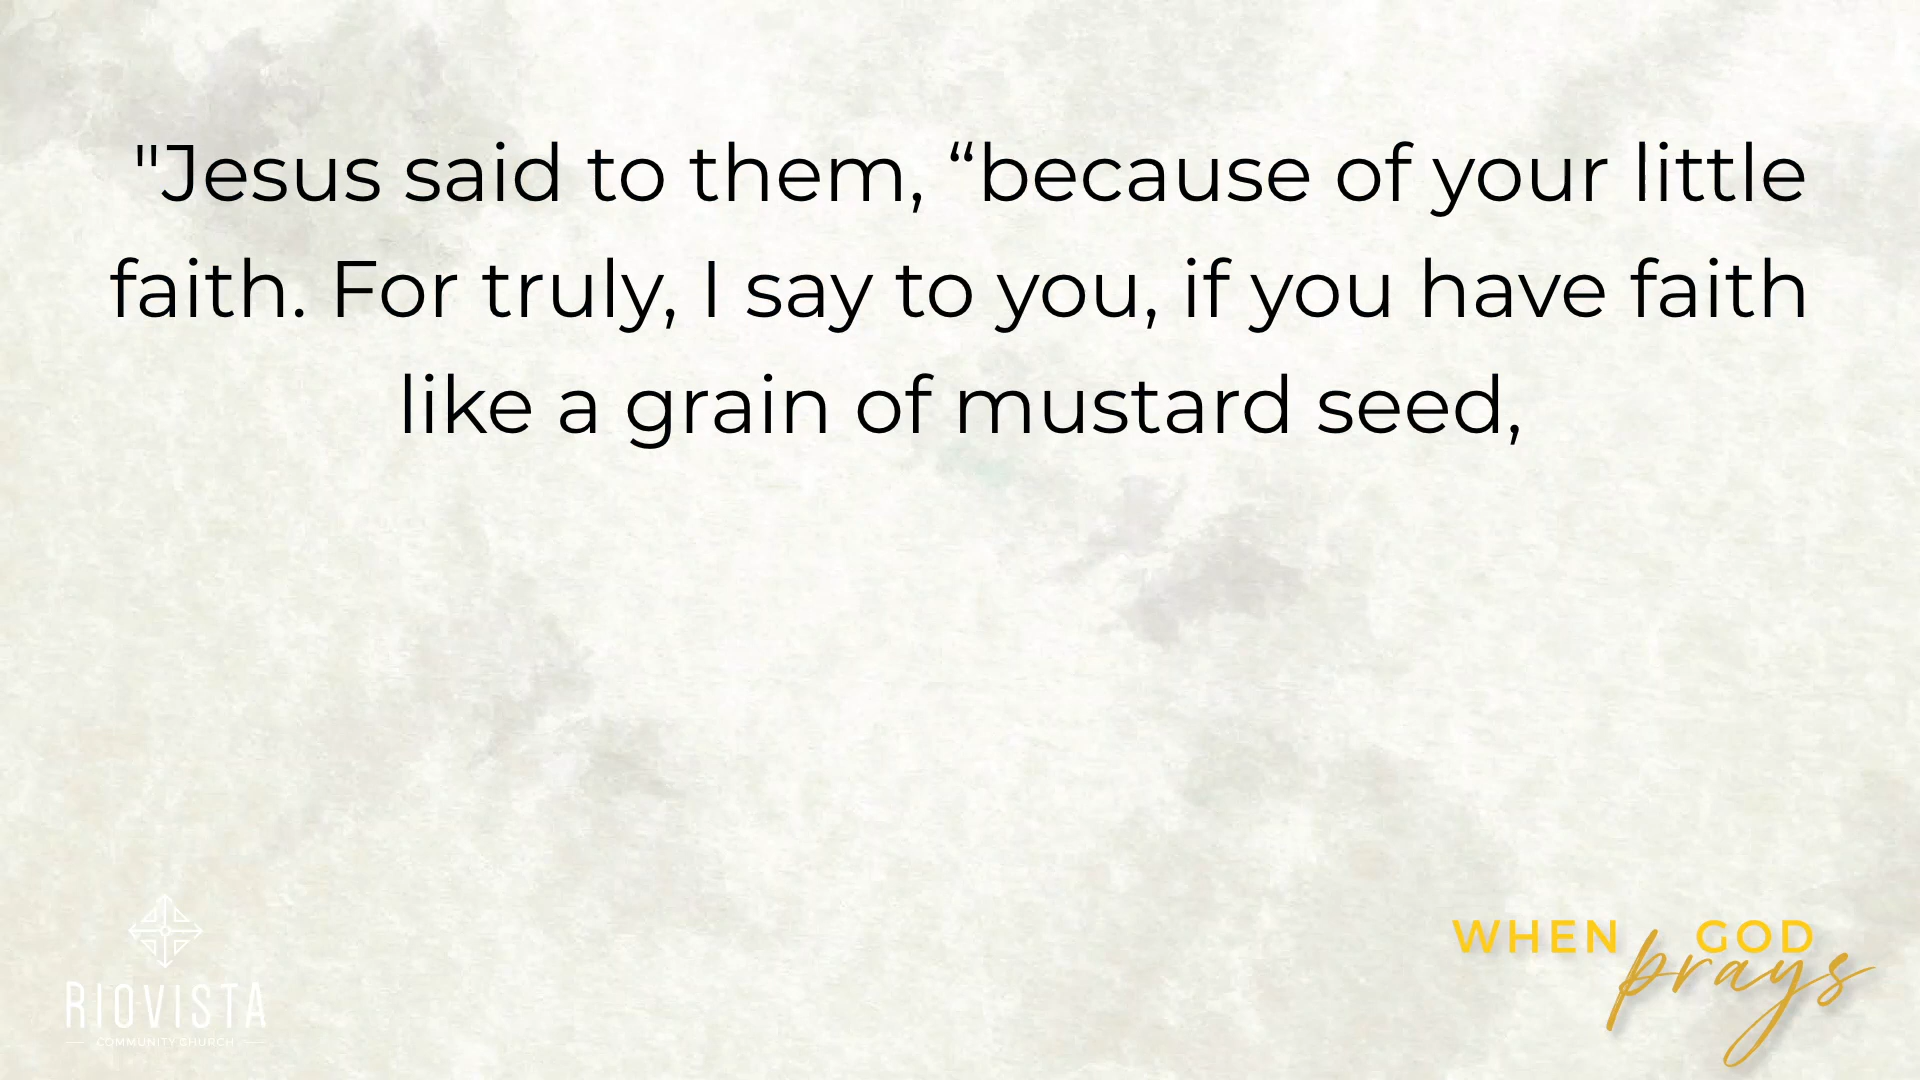 "Jesus said to them, “because of your little
faith. For truly, I say to you, if you have faith
like a grain of mustard seed,
RIOVISTA
COMMUNITY CHURCH
WHEN GOD
prays